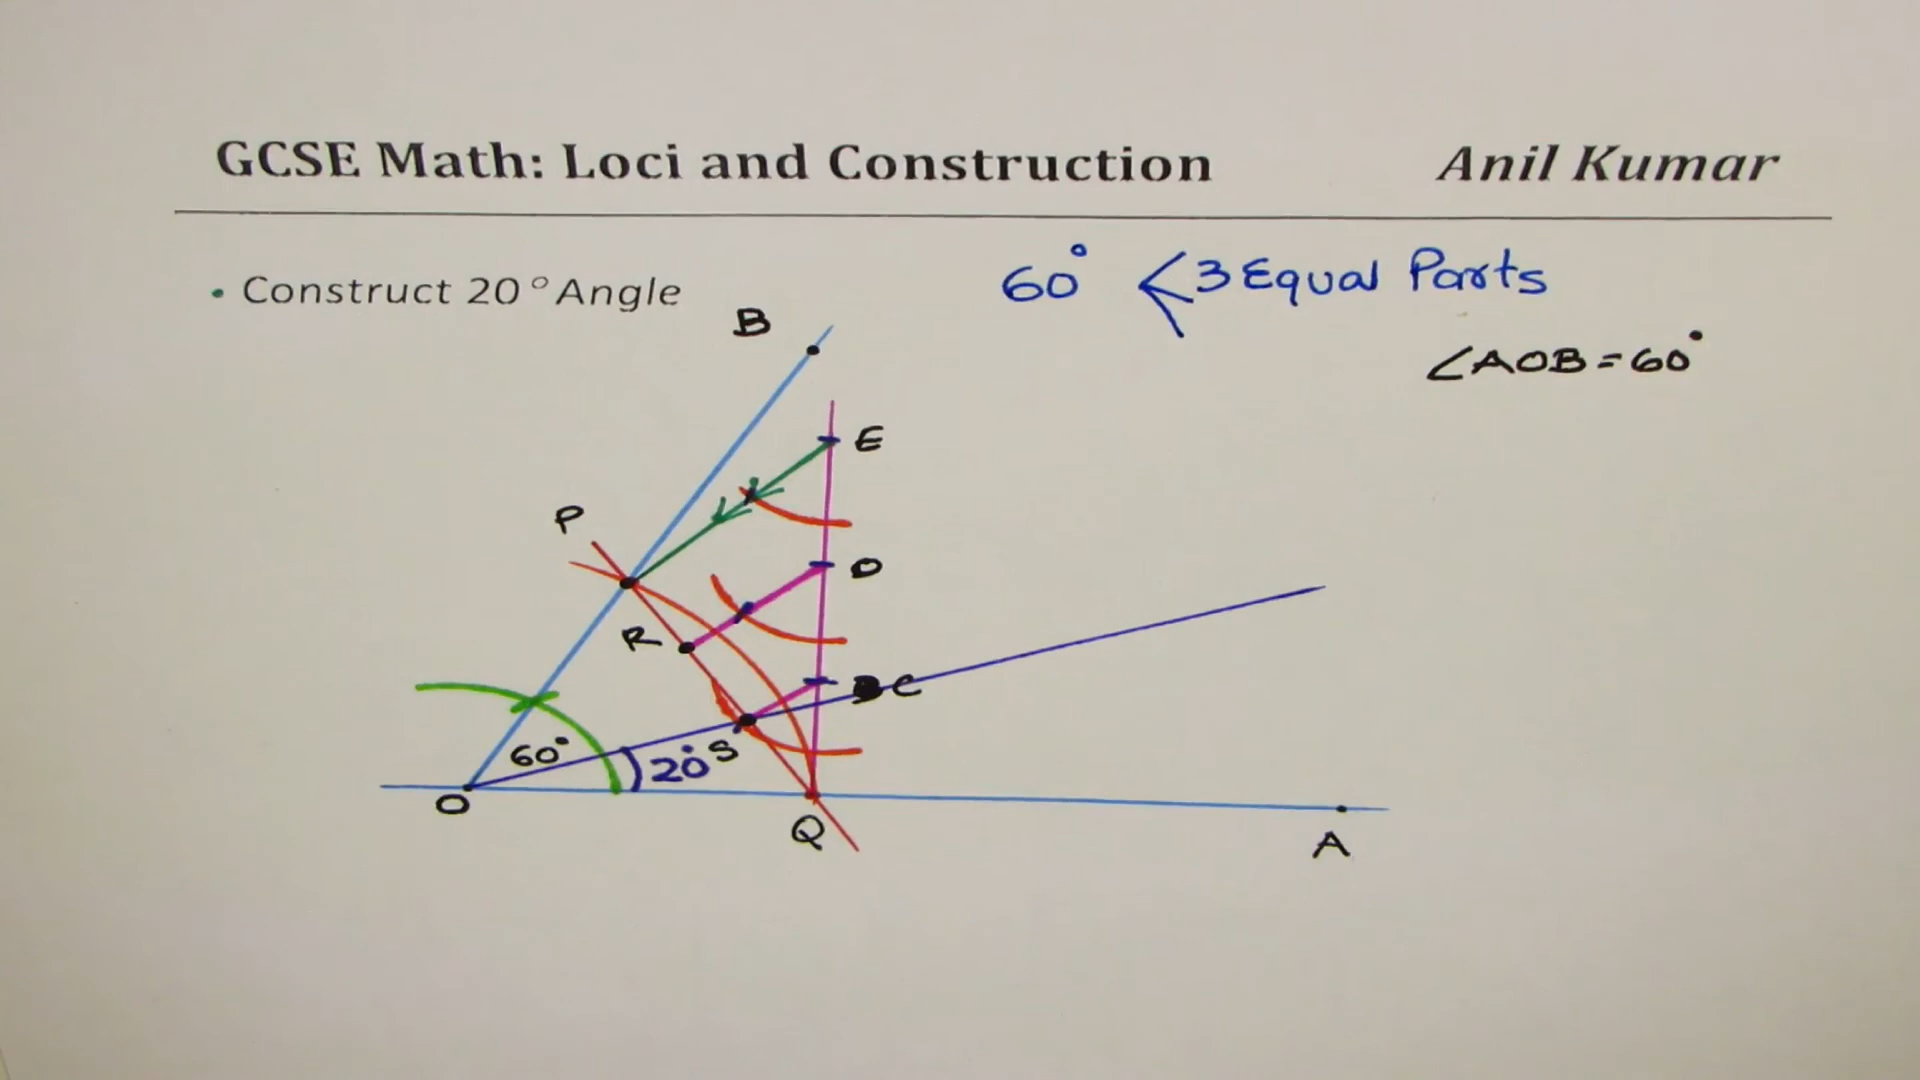 GCSE Math: Loci and Construction Anil Kumar
• Construct 20° Angle
60° < 3 Equal Parts
∠AOB = 60°
B
E
P
D
R
C
60°
20°
S
O
Q
A